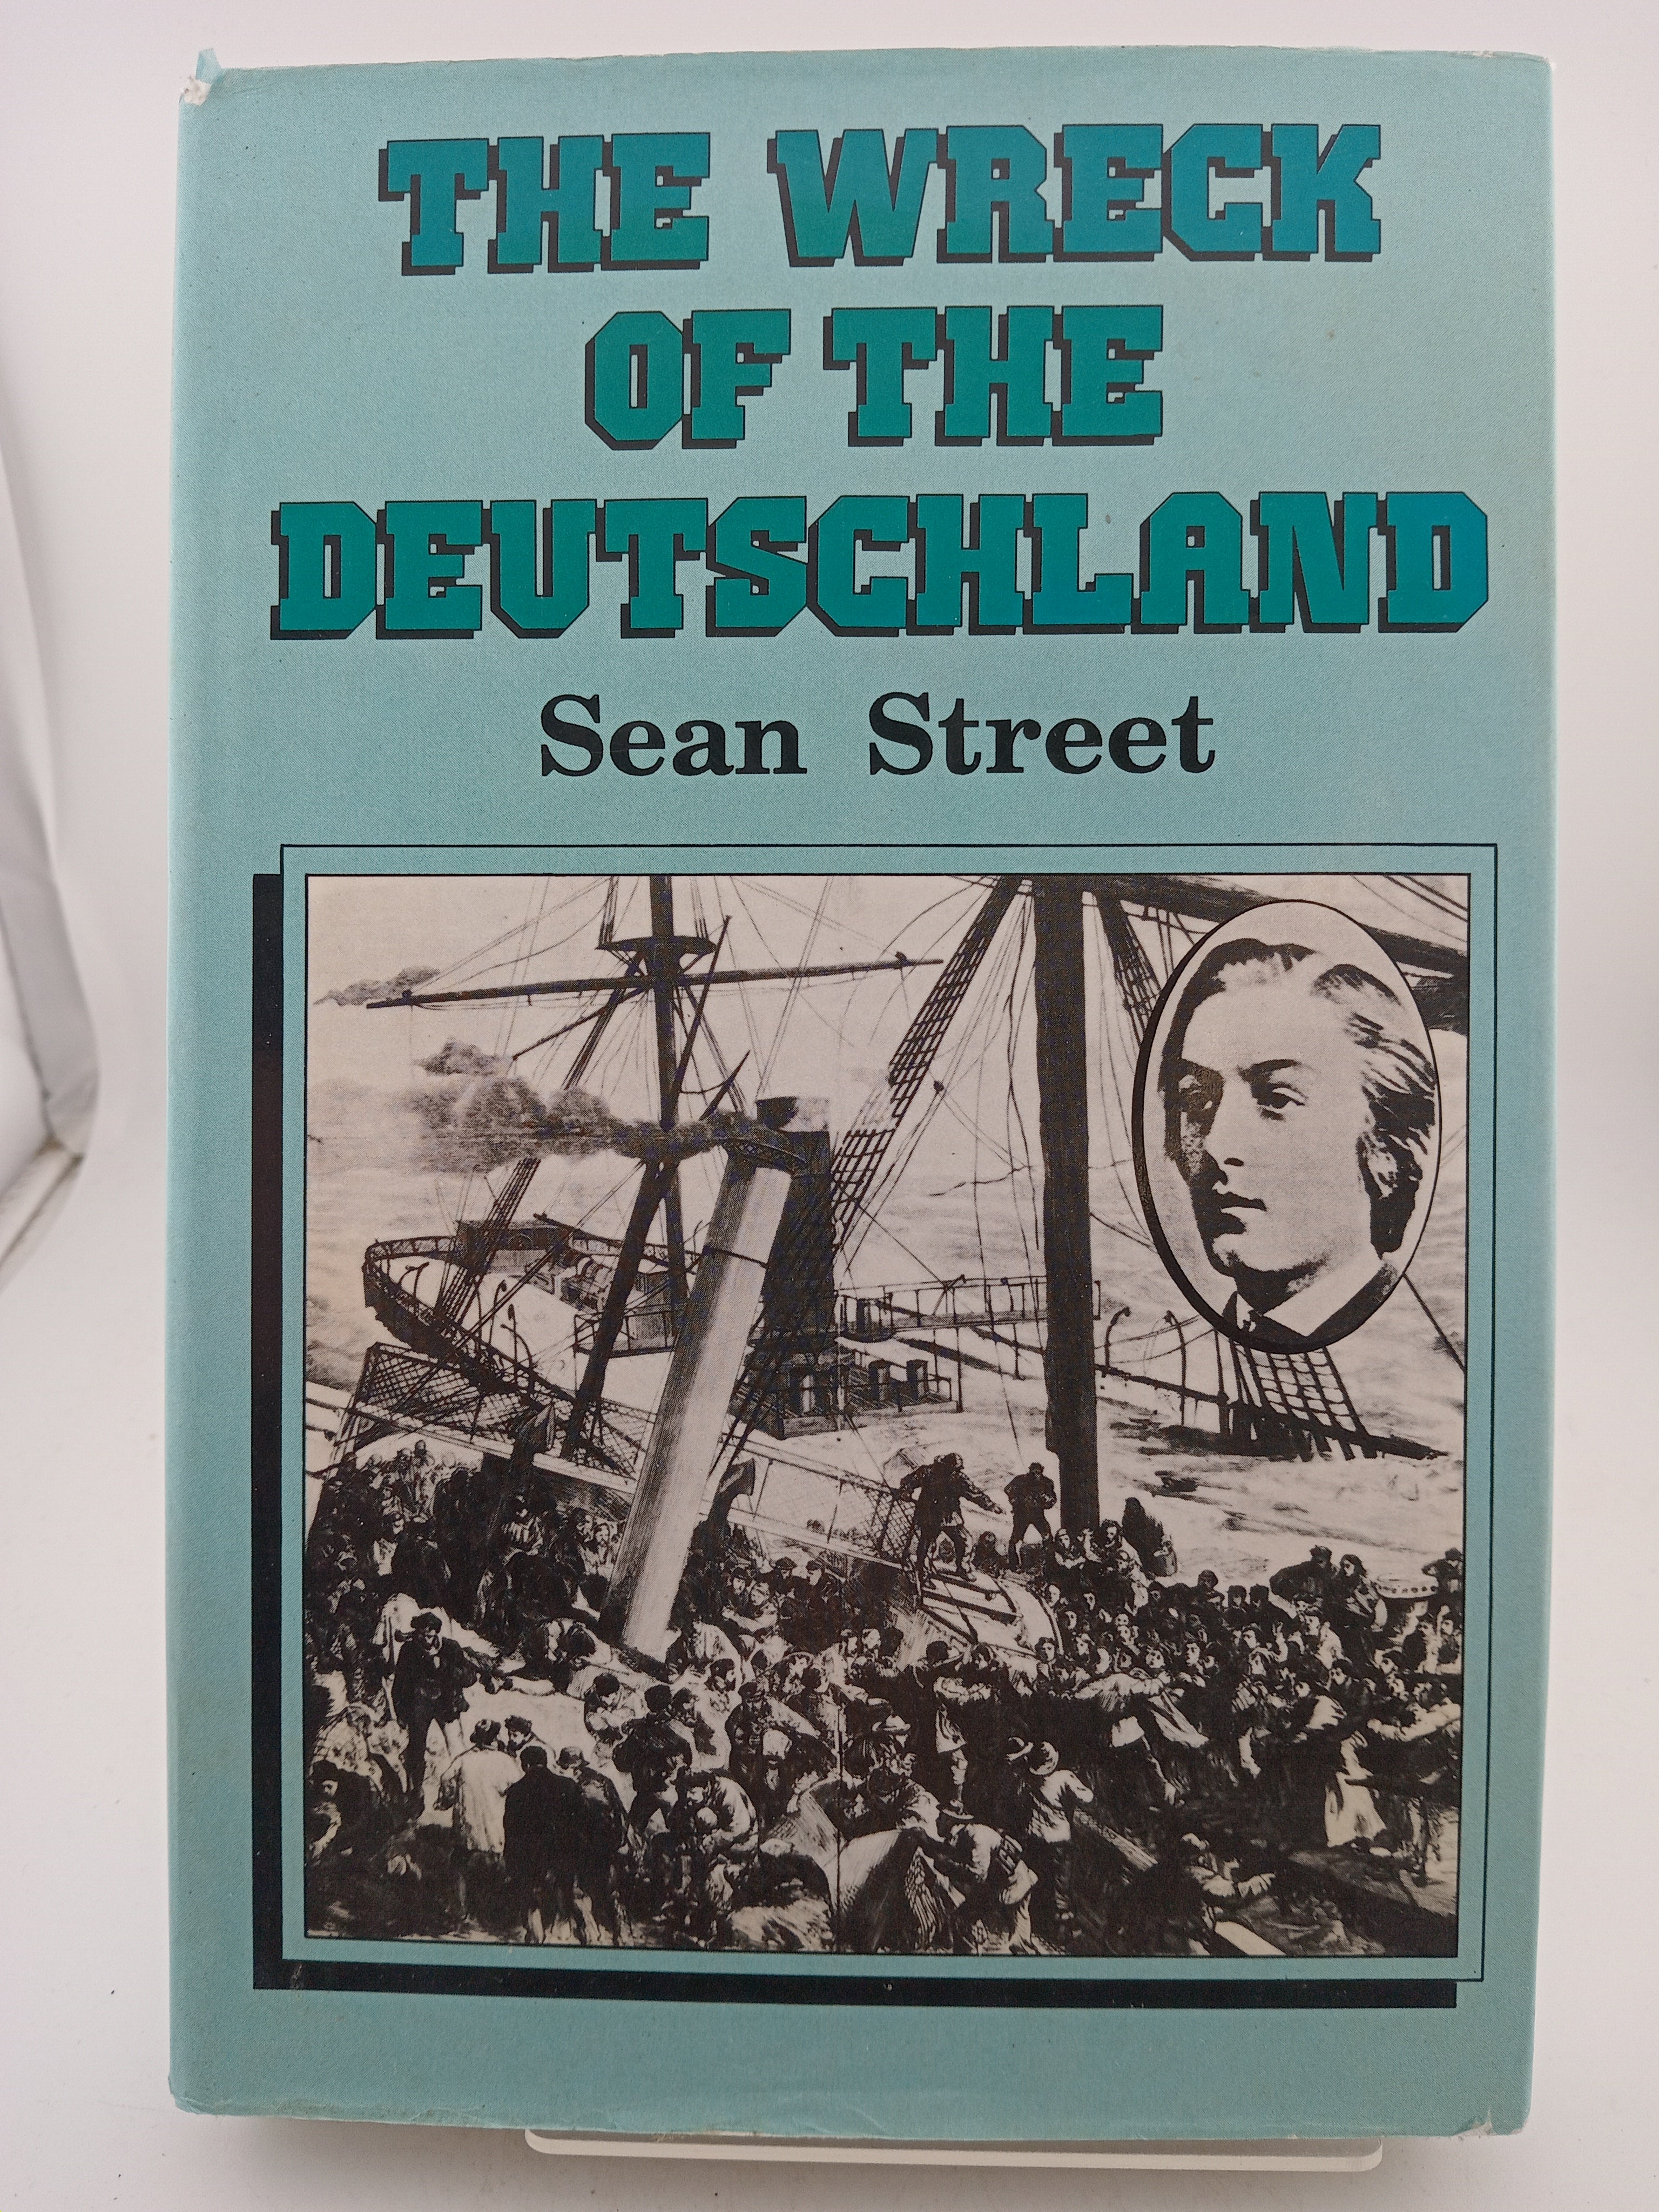 THE WRECK
OF THE
DEUTSCHLAND
Sean Street